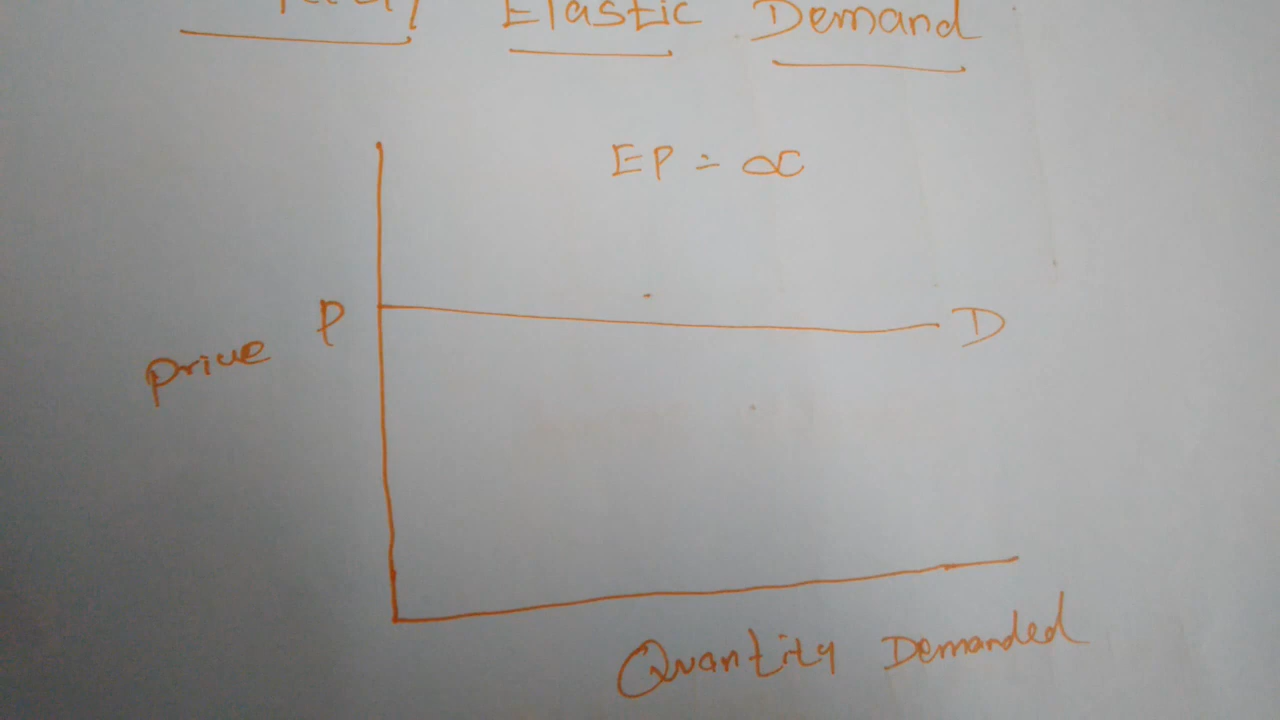 Elastic Demand
EP = ∝
P
D
price
Quantity Demanded